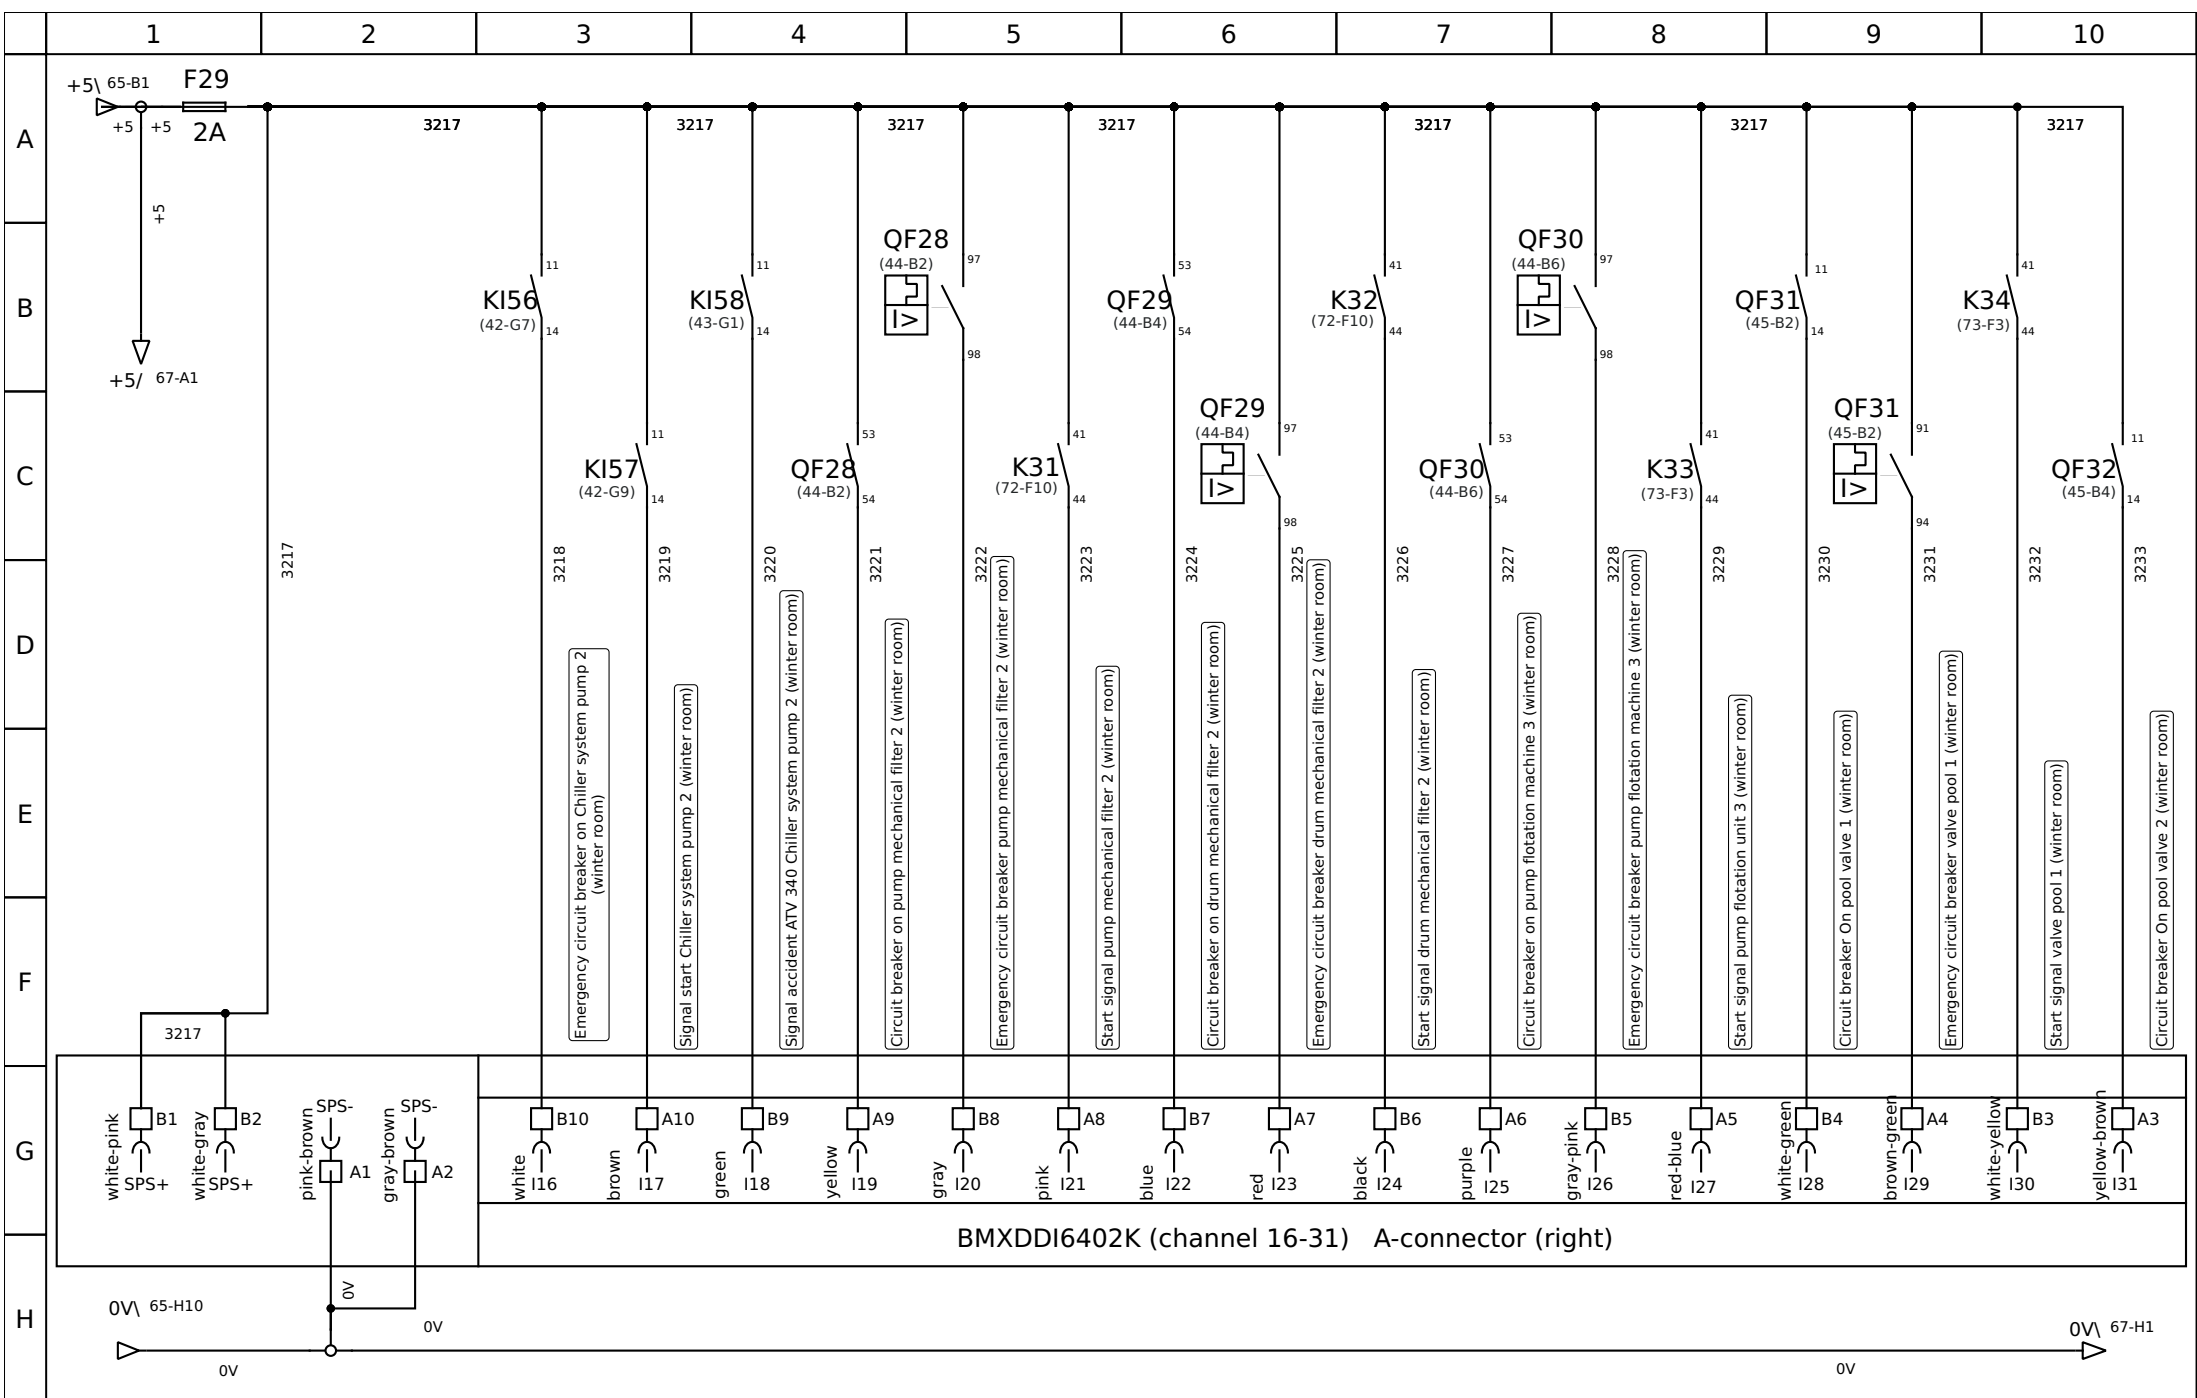 1 2 3 4 5 6 7 8 9 10
A
B
C
D
E
F
G
H
+5\ 65-B1
F29
+5 +5
2A
3217 3217 3217 3217 3217 3217 3217
+5
+5/ 67-A1
KI56
(42-G7)
11
14
KI58
(43-G1)
11
14
QF28
(44-B2)
I>
97
98
QF29
(44-B4)
53
54
K32
(72-F10)
41
44
QF30
(44-B6)
I>
97
98
QF31
(45-B2)
11
14
K34
(73-F3)
41
44
KI57
(42-G9)
11
14
QF28
(44-B2)
53
54
K31
(72-F10)
41
44
QF29
(44-B4)
I>
97
98
QF30
(44-B6)
53
54
K33
(73-F3)
41
44
QF31
(45-B2)
I>
91
94
QF32
(45-B4)
11
14
3217
3218
3219
3220
3221
3222
3223
3224
3225
3226
3227
3228
3229
3230
3231
3232
3233
Emergency circuit breaker on Chiller system pump 2
(winter room)
Signal start Chiller system pump 2 (winter room)
Signal accident ATV 340 Chiller system pump 2 (winter room)
Circuit breaker on pump mechanical filter 2 (winter room)
Emergency circuit breaker pump mechanical filter 2 (winter room)
Start signal pump mechanical filter 2 (winter room)
Circuit breaker on drum mechanical filter 2 (winter room)
Emergency circuit breaker drum mechanical filter 2 (winter room)
Start signal drum mechanical filter 2 (winter room)
Circuit breaker on pump flotation machine 3 (winter room)
Emergency circuit breaker pump flotation machine 3 (winter room)
Start signal pump flotation unit 3 (winter room)
Circuit breaker On pool valve 1 (winter room)
Emergency circuit breaker valve pool 1 (winter room)
Start signal valve pool 1 (winter room)
Circuit breaker On pool valve 2 (winter room)
3217
white-pink
B1
SPS+
white-gray
B2
SPS+
pink-brown
SPS-
A1
gray-brown
SPS-
A2
white
B10
I16
brown
A10
I17
green
B9
I18
yellow
A9
I19
gray
B8
I20
pink
A8
I21
blue
B7
I22
red
A7
I23
black
B6
I24
purple
A6
I25
gray-pink
B5
I26
red-blue
A5
I27
white-green
B4
I28
brown-green
A4
I29
white-yellow
B3
I30
yellow-brown
A3
I31
BMXDDI6402K (channel 16-31) A-connector (right)
0V
0V\ 65-H10
0V
0V\ 67-H1
0V
0V